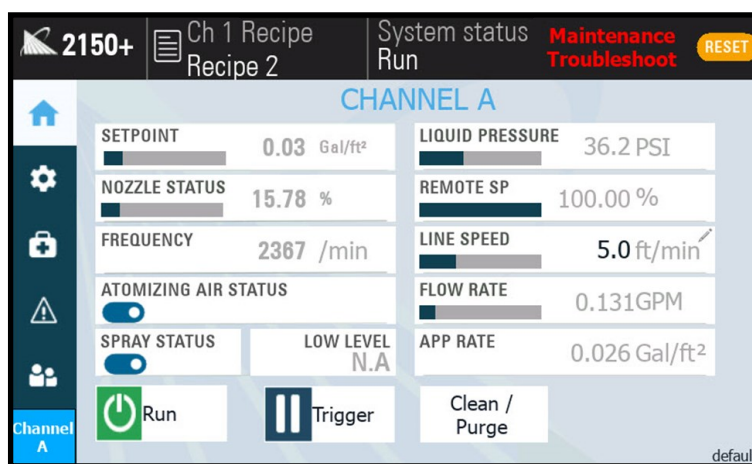 2150+
Ch 1 Recipe
Recipe 2
System status
Run
Maintenance
Troubleshoot
RESET
CHANNEL A
SETPOINT 0.03 Gal/ft²
LIQUID PRESSURE 36.2 PSI
NOZZLE STATUS 15.78 %
REMOTE SP 100.00 %
FREQUENCY 2367 /min
LINE SPEED 5.0 ft/min
ATOMIZING AIR STATUS
FLOW RATE 0.131GPM
SPRAY STATUS
LOW LEVEL
N.A
APP RATE 0.026 Gal/ft²
Run
Trigger
Clean /
Purge
Channel
A
defaul